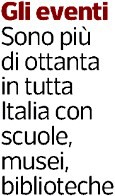 Gli eventi
Sono più
di ottanta
in tutta
Italia con
scuole,
musei,
biblioteche